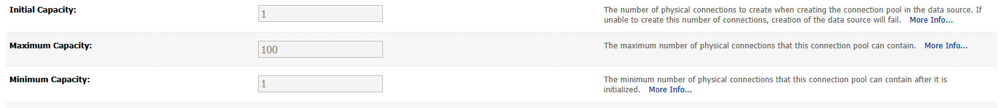 Initial Capacity:
1
The number of physical connections to create when creating the connection pool in the data source. If
unable to create this number of connections, creation of the data source will fail. More Info...
Maximum Capacity:
100
The maximum number of physical connections that this connection pool can contain. More Info...
Minimum Capacity:
1
The minimum number of physical connections that this connection pool can contain after it is
initialized. More Info...